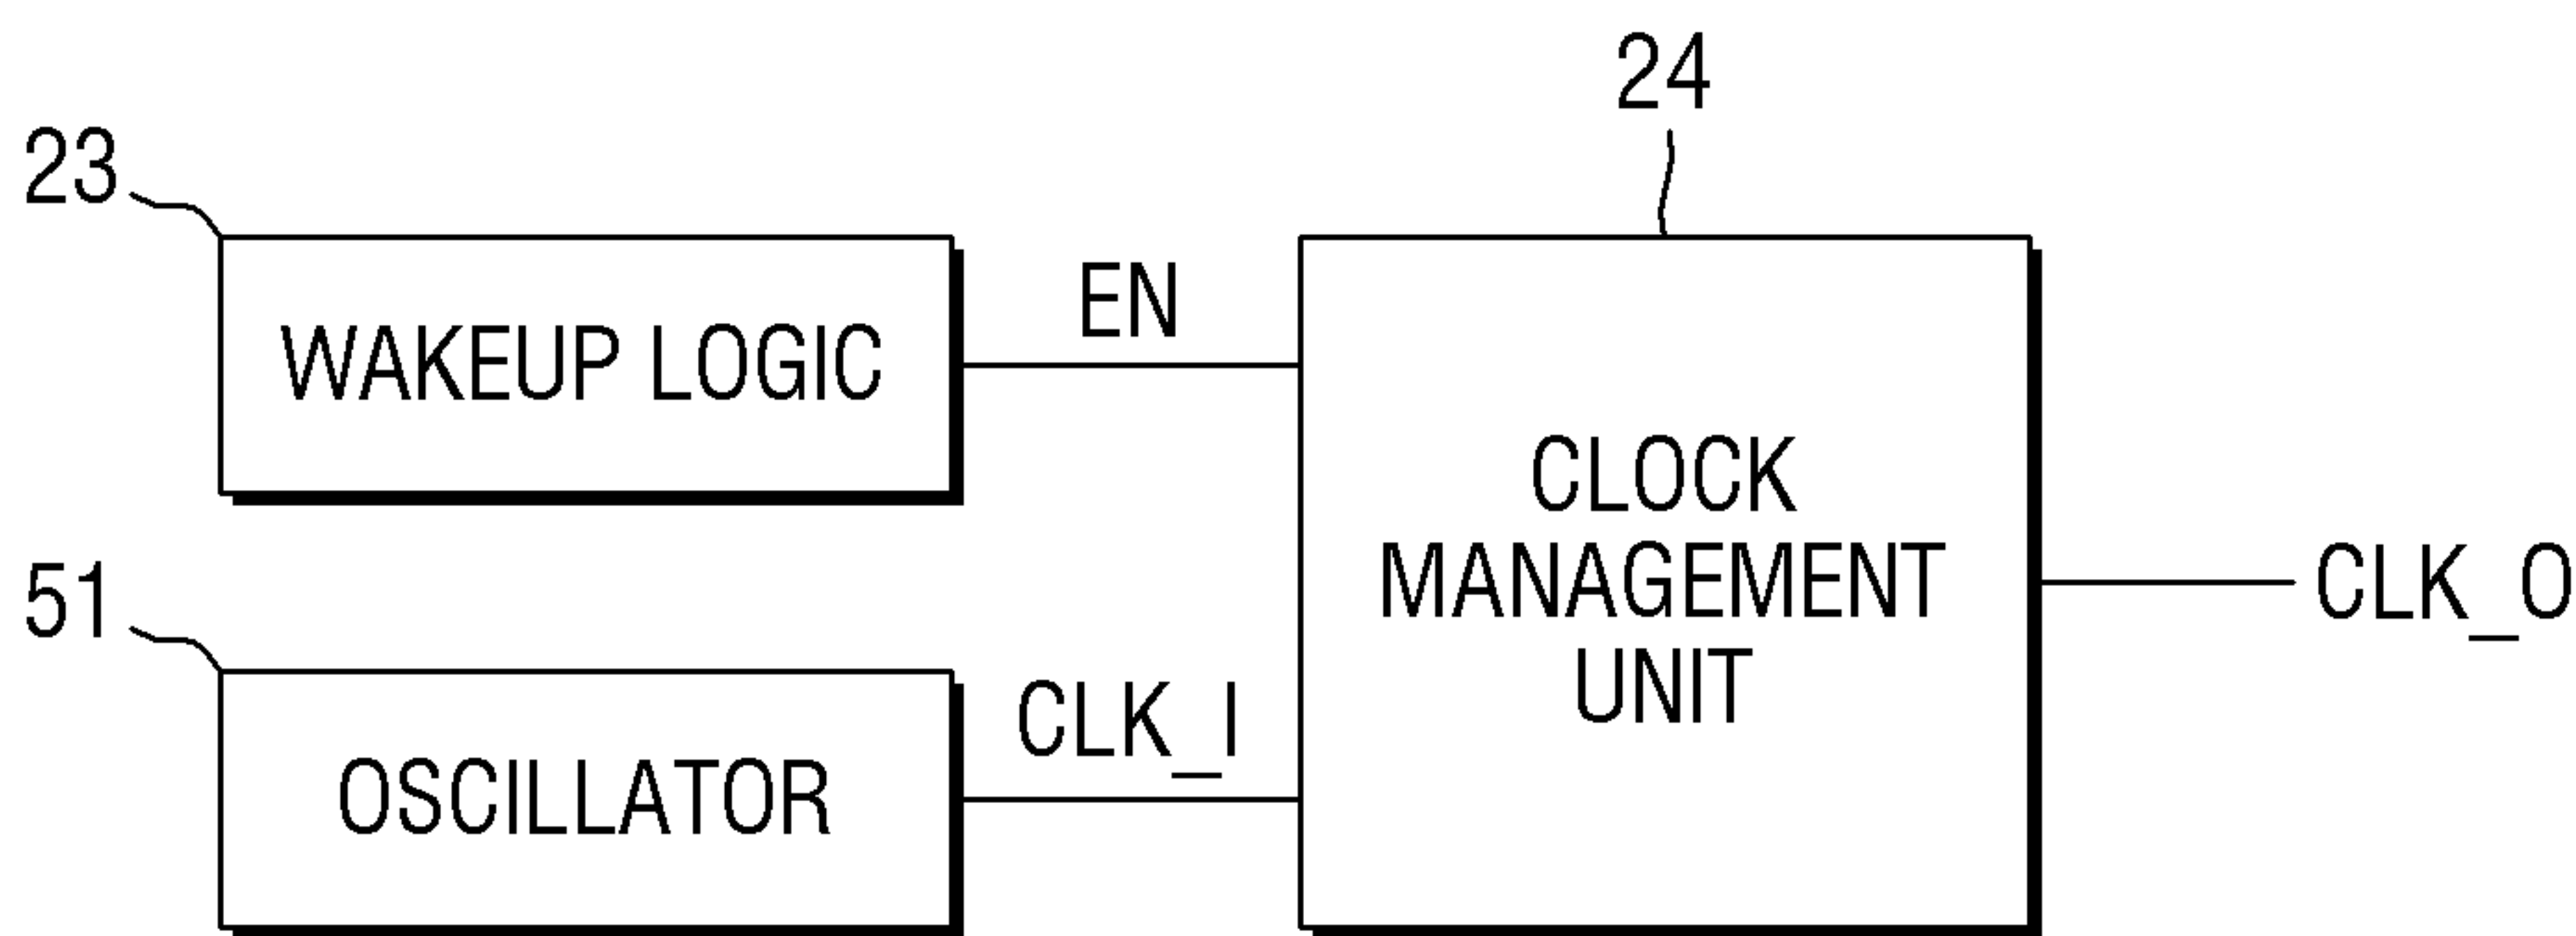 24
23
EN
WAKEUP LOGIC
CLOCK
MANAGEMENT
UNIT
CLK_O
51
CLK_I
OSCILLATOR